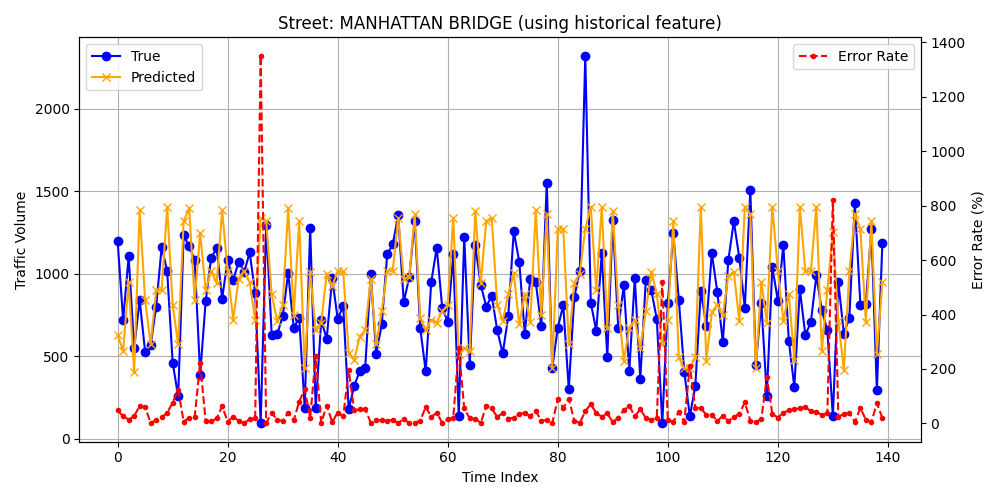 Street: MANHATTAN BRIDGE (using historical feature)
True
Predicted
Error Rate
Traffic Volume
2000
1500
1000
500
0
1400
1200
1000
800
600
400
200
0
Error Rate (%)
0 20 40 60 80 100 120 140
Time Index